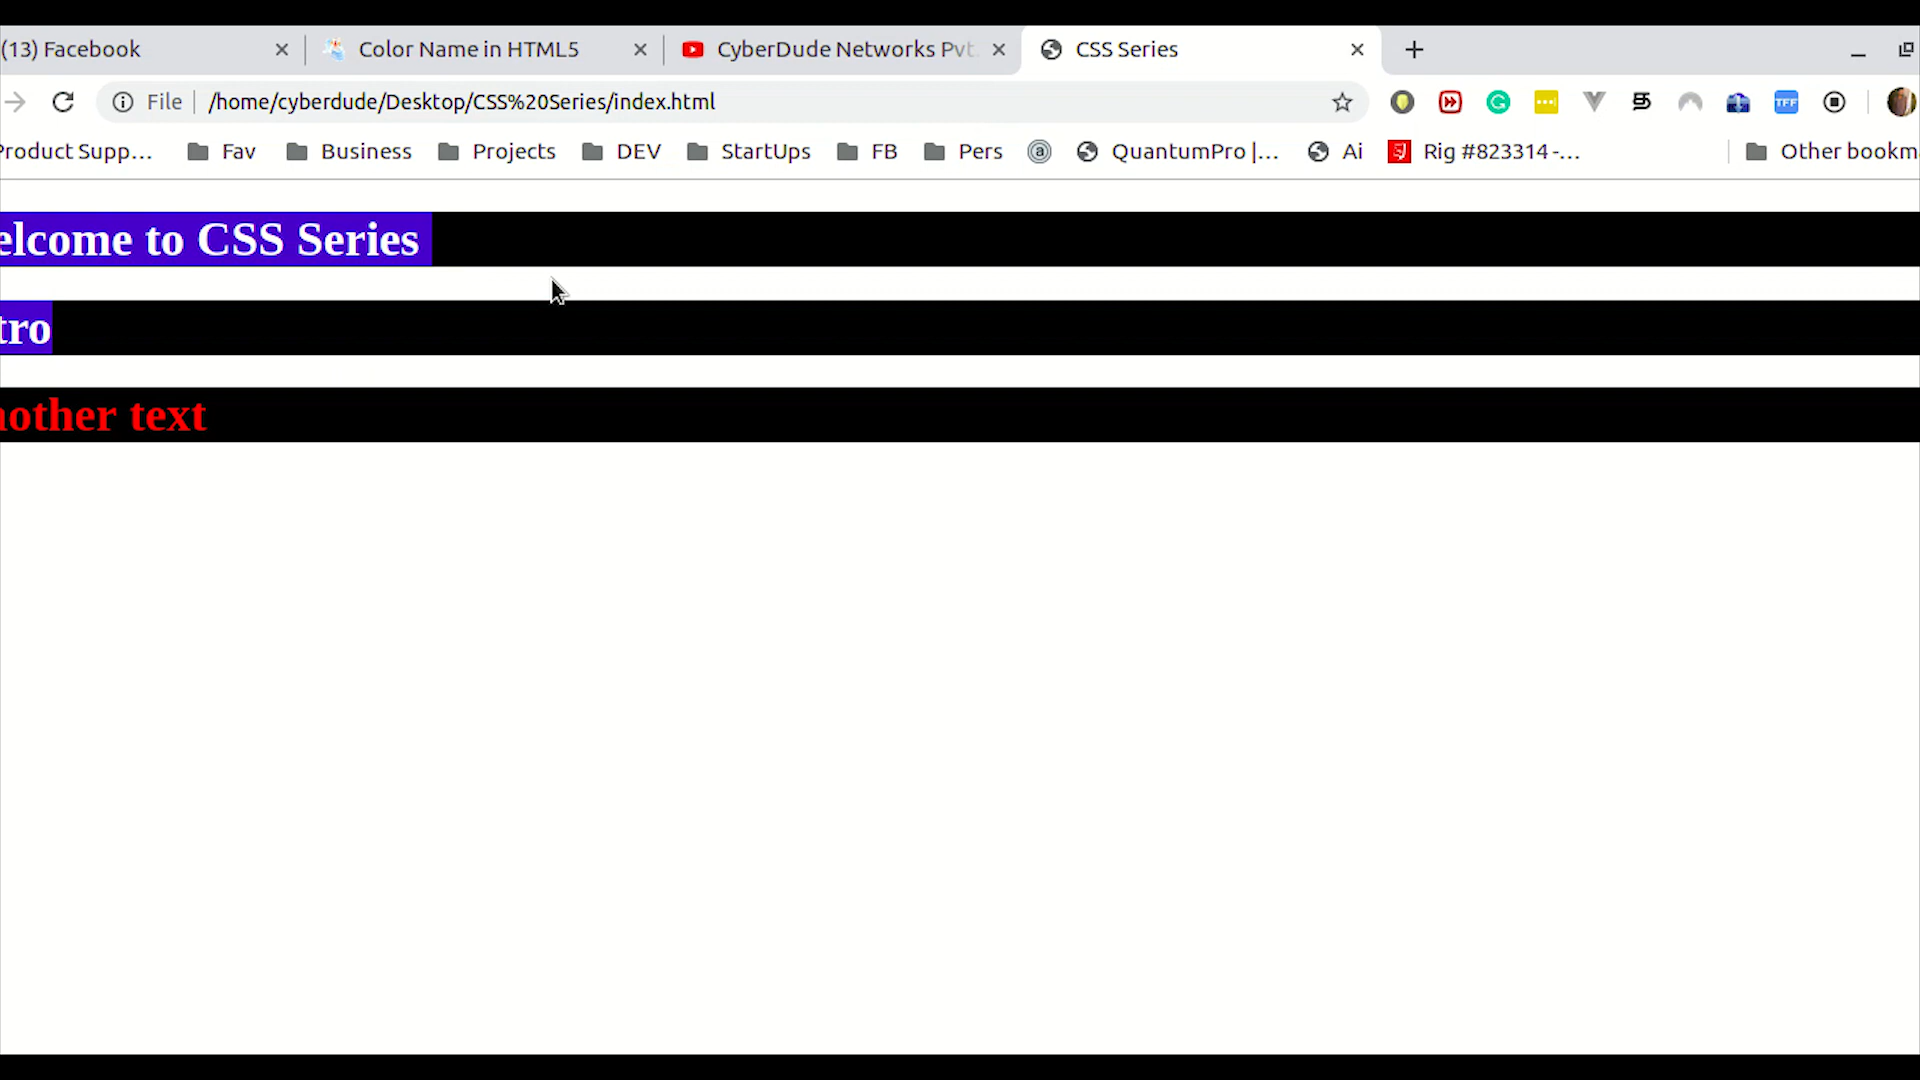 (13) Facebook
Color Name in HTML5
CyberDude Networks Pvt.
CSS Series
File
/home/cyberdude/Desktop/CSS%20Series/index.html
TFF
Product Supp...
Fav
Business
Projects
DEV
StartUps
FB
Pers
QuantumPro |...
Ai
Rig #823314 -...
Other bookm
elcome to CSS Series
tro
nother text